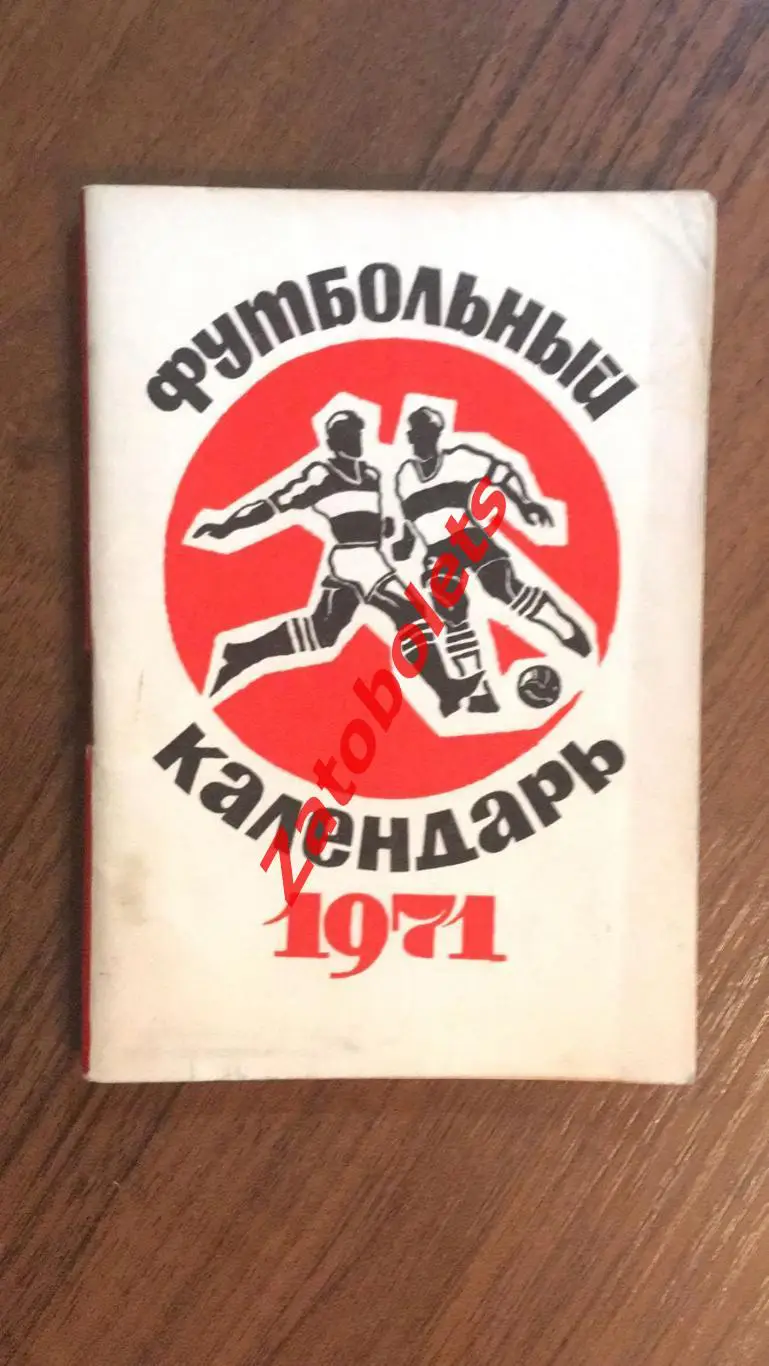 футбольный
Zatobolets
календарь
1971